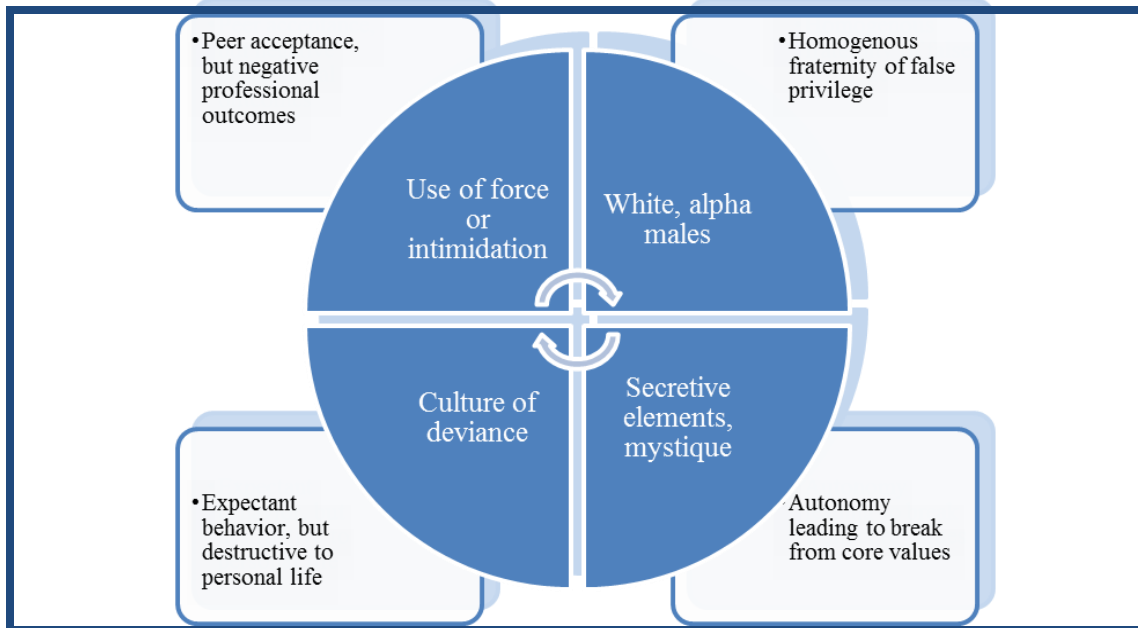 •Peer acceptance,
but negative
professional
outcomes
•Homogenous
fraternity of false
privilege
Use of force
or
intimidation
White, alpha
males
Culture of
deviance
Secretive
elements,
mystique
•Expectant
behavior, but
destructive to
personal life
•Autonomy
leading to break
from core values